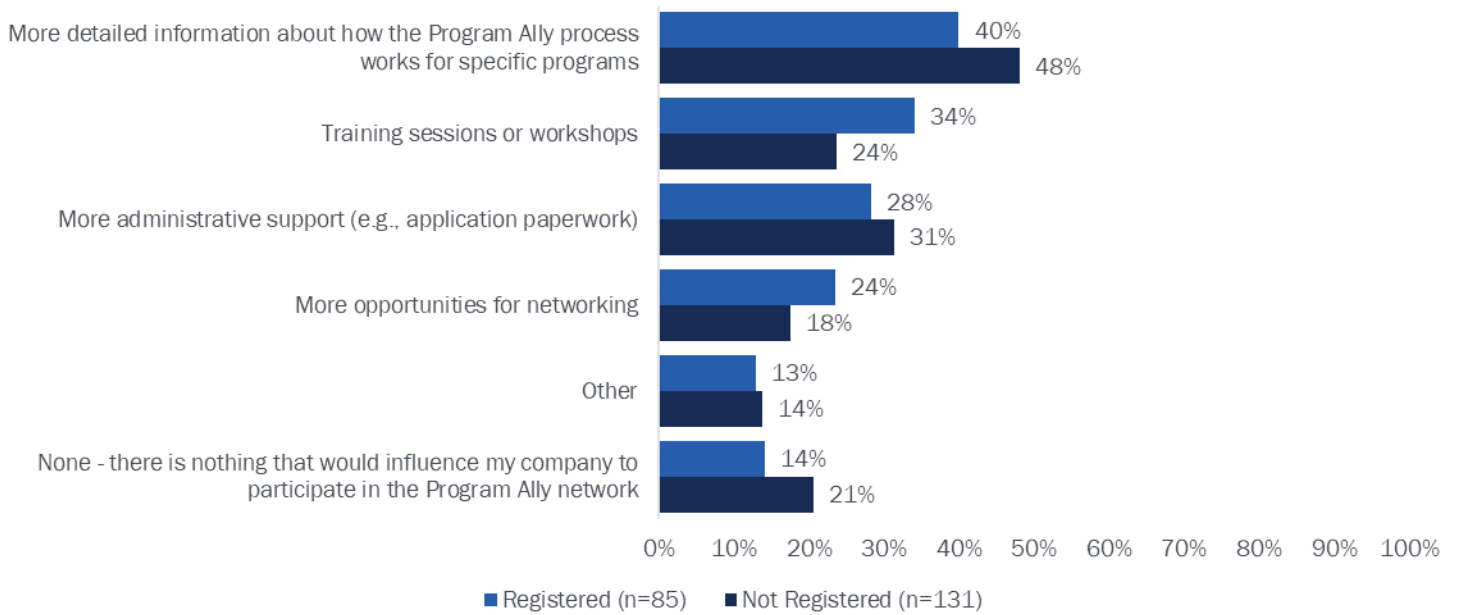 More detailed information about how the Program Ally process
works for specific programs
40%
48%
Training sessions or workshops
34%
24%
More administrative support (e.g., application paperwork)
28%
31%
More opportunities for networking
24%
18%
Other
13%
14%
None - there is nothing that would influence my company to
participate in the Program Ally network
14%
21%
0% 10% 20% 30% 40% 50% 60% 70% 80% 90% 100%
Registered (n=85) Not Registered (n=131)